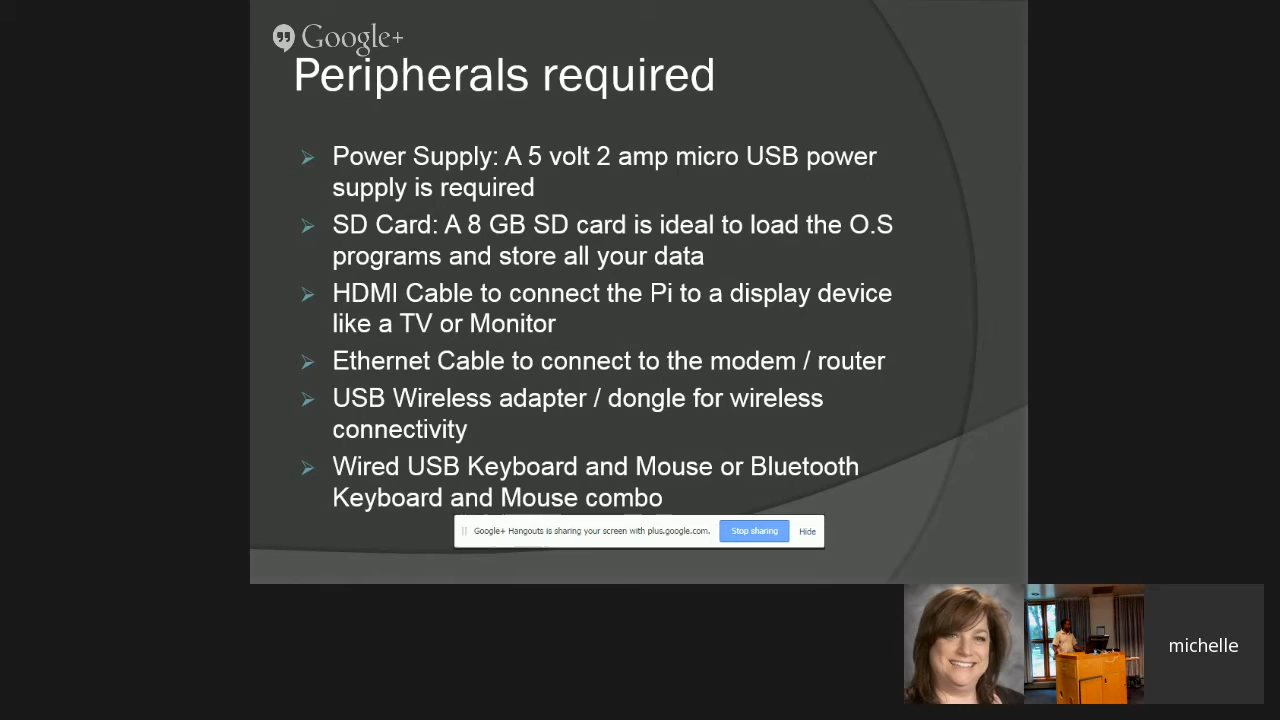 Google+
Peripherals required
Power Supply: A 5 volt 2 amp micro USB power
supply is required
SD Card: A 8 GB SD card is ideal to load the O.S
programs and store all your data
HDMI Cable to connect the Pi to a display device
like a TV or Monitor
Ethernet Cable to connect to the modem / router
USB Wireless adapter / dongle for wireless
connectivity
Wired USB Keyboard and Mouse or Bluetooth
Keyboard and Mouse combo
Google+ Hangouts is sharing your screen with plus.google.com. Stop sharing Hide
michelle